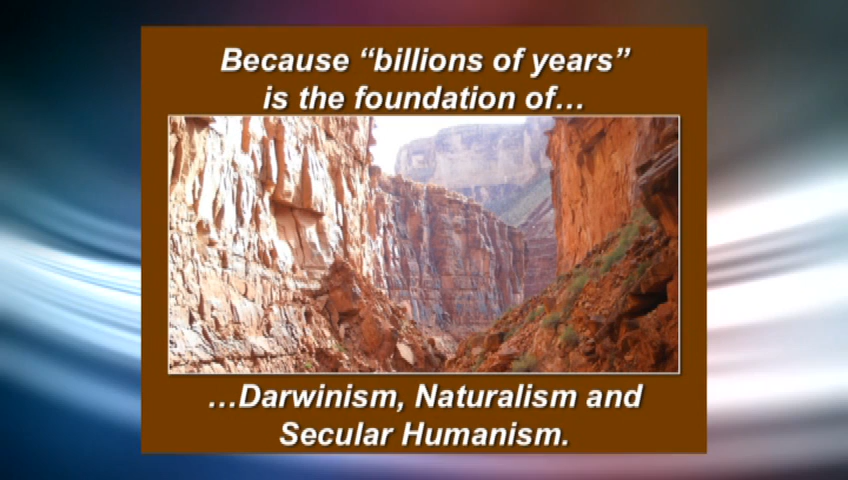 Because “billions of years”
is the foundation of…
…Darwinism, Naturalism and
Secular Humanism.